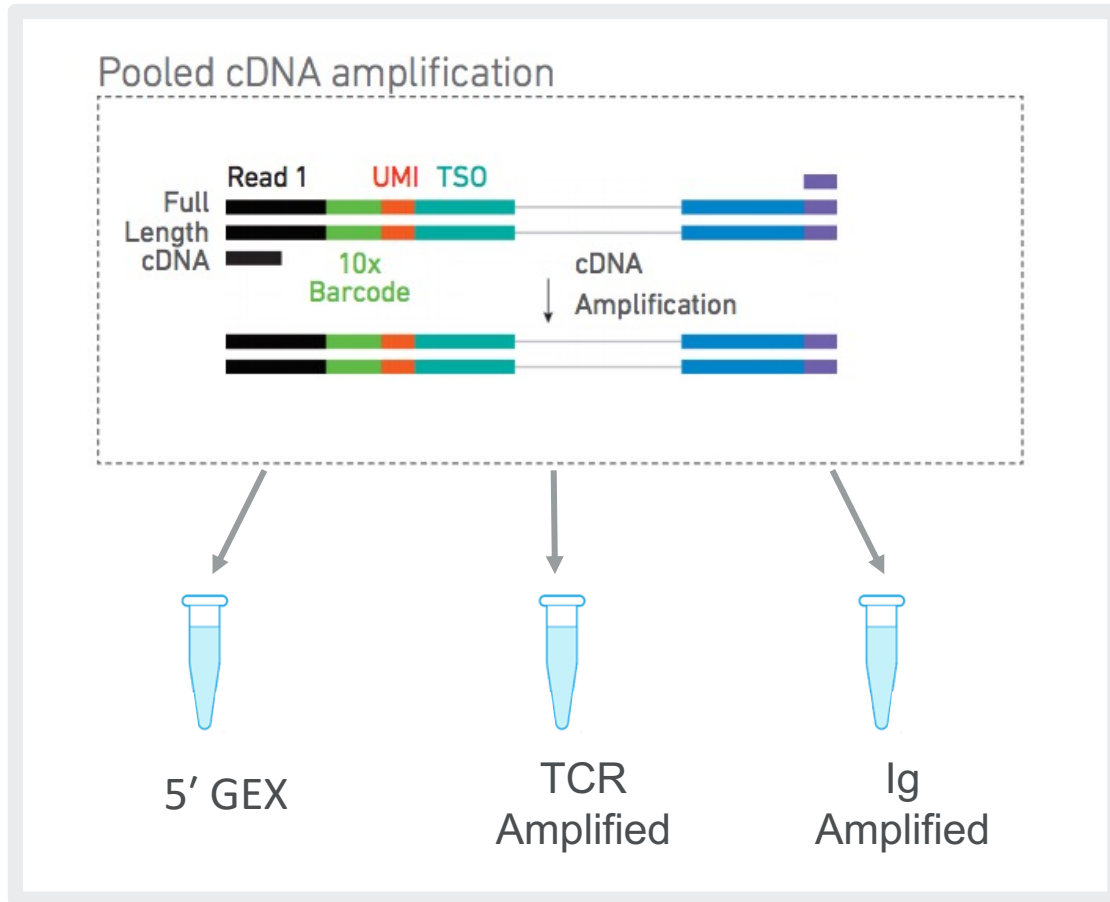 Pooled cDNA amplification
Read 1 UMI TSO
Full
Length
cDNA
10x
Barcode
cDNA
Amplification
5′ GEX
TCR
Amplified
Ig
Amplified